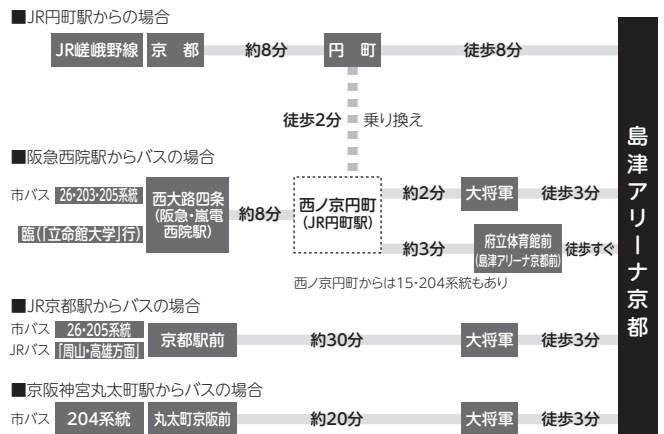 ■JR円町駅からの場合
JR嵯峨野線 京 都 約8分 円 町 徒歩8分
徒歩2分 乗り換え
■阪急西院駅からバスの場合
市バス 26・203・205系統
臨(「立命館大学」行)
西大路四条
(阪急・嵐電
西院駅)
約8分
西ノ京円町
(JR円町駅)
約2分 大将軍 徒歩3分
約3分 府立体育館前
(島津アリーナ京都前)
徒歩すぐ
西ノ京円町からは15・204系統もあり
■JR京都駅からバスの場合
市バス 26・205系統
JRバス 「周山・高雄方面」
京都駅前 約30分 大将軍 徒歩3分
■京阪神宮丸太町駅からバスの場合
市バス 204系統 丸太町京阪前 約20分 大将軍 徒歩3分
島津アリーナ京都